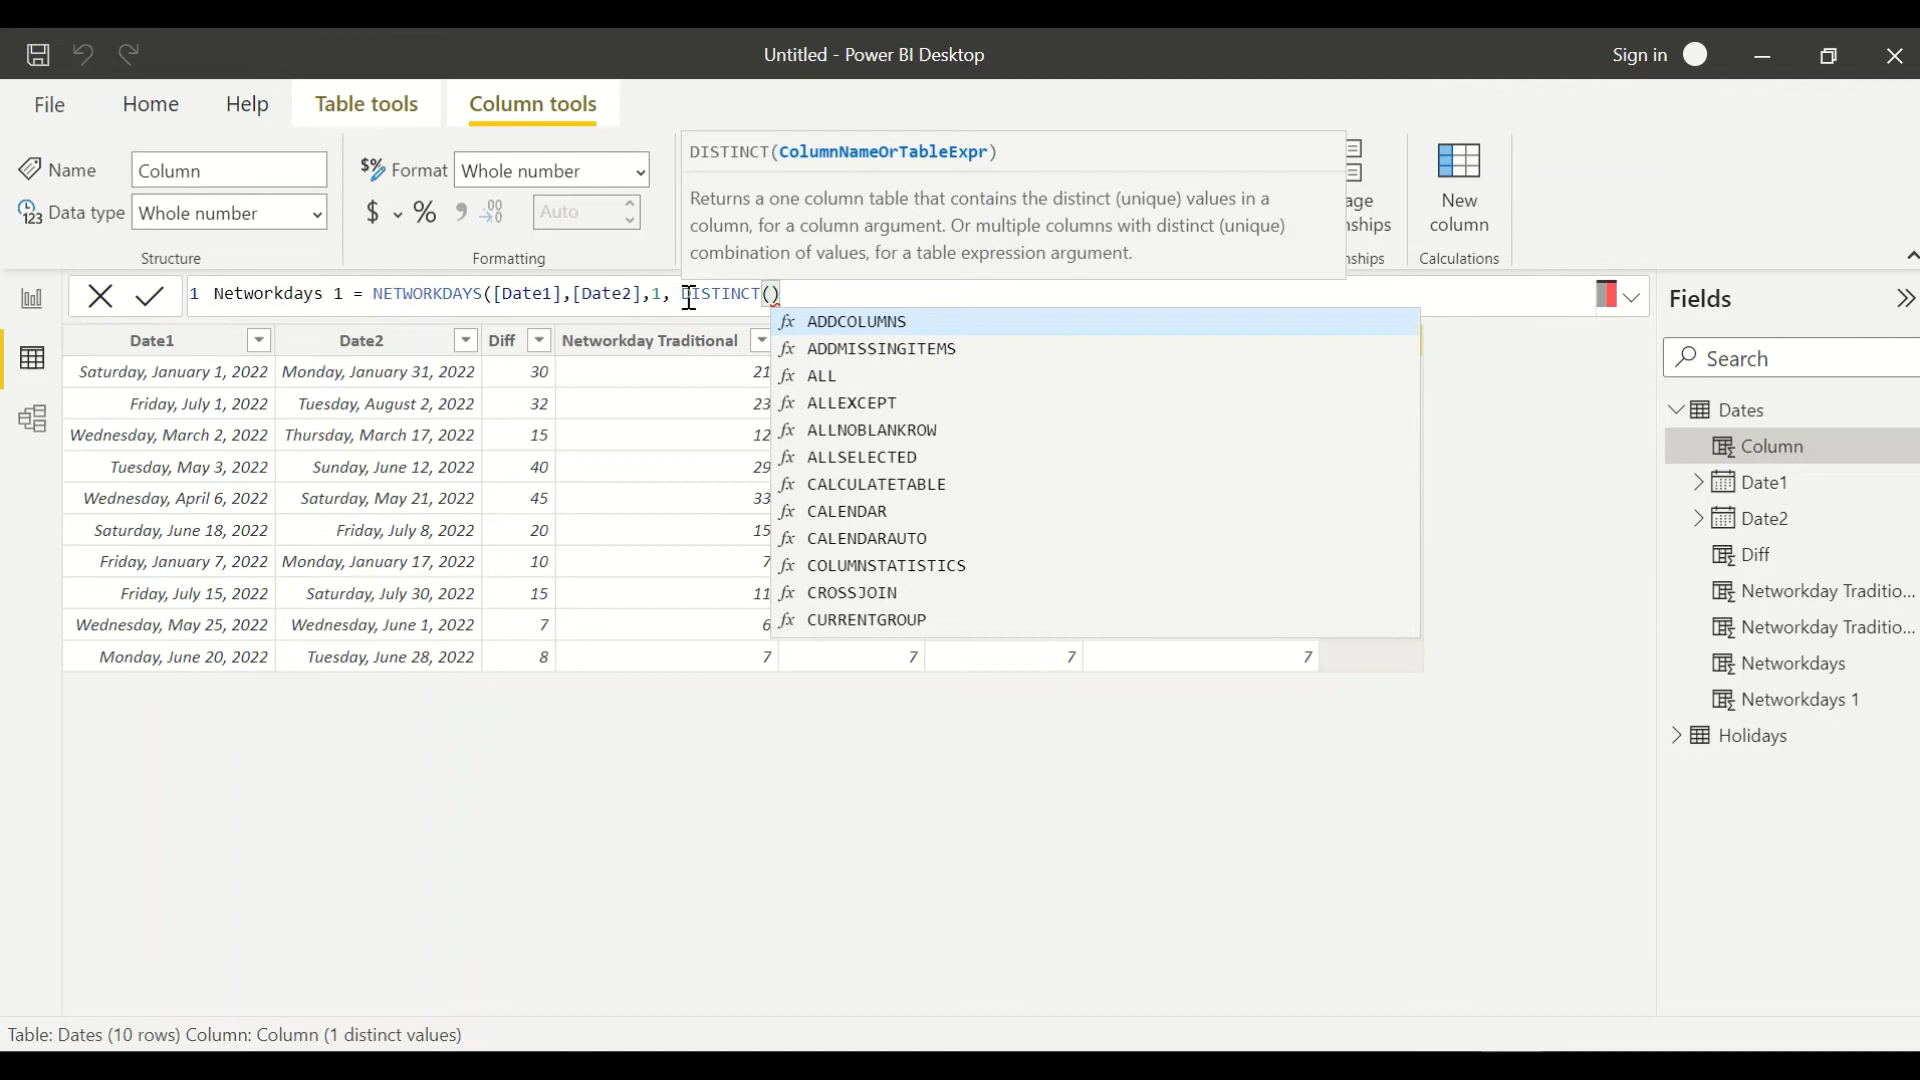 Untitled - Power BI Desktop
Sign in
File
Home
Help
Table tools
Column tools
Name
Column
Data type
Whole number
Structure
Format
Whole number
$
%
Auto
Formatting
DISTINCT(ColumnNameOrTableExpr)
Returns a one column table that contains the distinct (unique) values in a
column, for a column argument. Or multiple columns with distinct (unique)
combination of values, for a table expression argument.
New
column
Calculations
1 Networkdays 1 = NETWORKDAYS([Date1],[Date2],1, DISTINCT()
ADDCOLUMNS
ADDMISSINGITEMS
ALL
ALLEXCEPT
ALLNOBLANKROW
ALLSELECTED
CALCULATETABLE
CALENDAR
CALENDARAUTO
COLUMNSTATISTICS
CROSSJOIN
CURRENTGROUP
Date1 Date2 Diff Networkday Traditional
Saturday, January 1, 2022 Monday, January 31, 2022 30 21
Friday, July 1, 2022 Tuesday, August 2, 2022 32 23
Wednesday, March 2, 2022 Thursday, March 17, 2022 15 12
Tuesday, May 3, 2022 Sunday, June 12, 2022 40 29
Wednesday, April 6, 2022 Saturday, May 21, 2022 45 33
Saturday, June 18, 2022 Friday, July 8, 2022 20 15
Friday, January 7, 2022 Monday, January 17, 2022 10 7
Friday, July 15, 2022 Saturday, July 30, 2022 15 11
Wednesday, May 25, 2022 Wednesday, June 1, 2022 7 6
Monday, June 20, 2022 Tuesday, June 28, 2022 8 7 7 7 7
Fields
Search
Dates
Column
Date1
Date2
Diff
Networkday Traditio...
Networkday Traditio...
Networkdays
Networkdays 1
Holidays
Table: Dates (10 rows) Column: Column (1 distinct values)